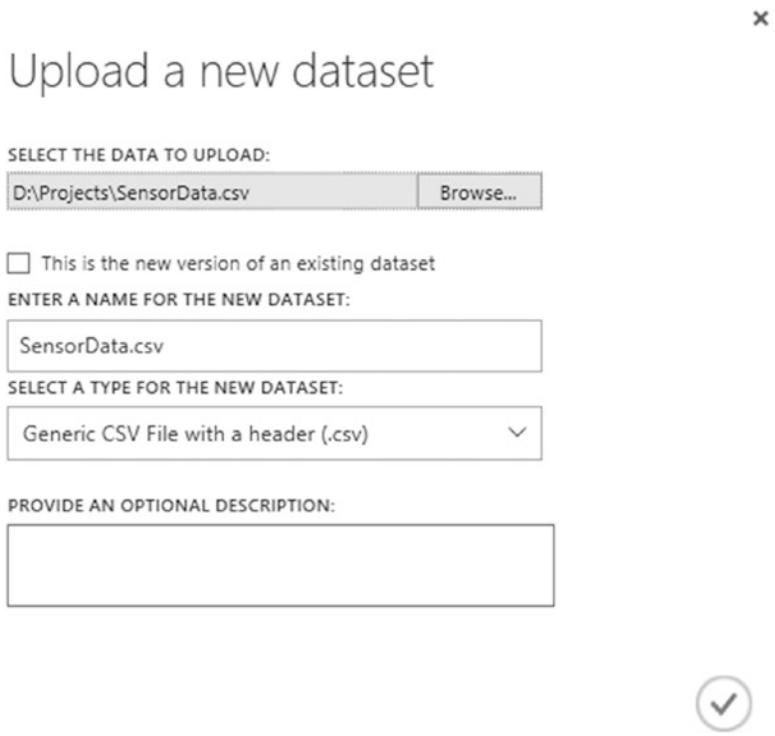 Upload a new dataset
SELECT THE DATA TO UPLOAD:
D:\Projects\SensorData.csv Browse...
This is the new version of an existing dataset
ENTER A NAME FOR THE NEW DATASET:
SensorData.csv
SELECT A TYPE FOR THE NEW DATASET:
Generic CSV File with a header (.csv)
PROVIDE AN OPTIONAL DESCRIPTION: